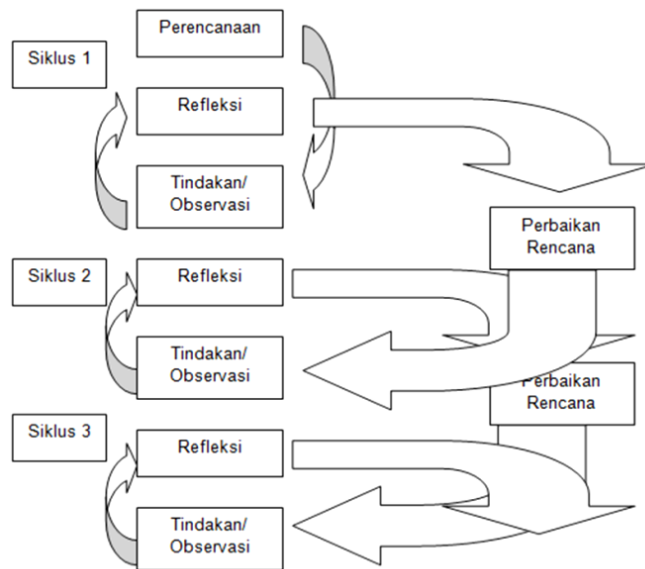 Perencanaan
Siklus 1
Refleksi
Tindakan/
Observasi
Perbaikan
Rencana
Siklus 2
Refleksi
Tindakan/
Observasi
Perbaikan
Rencana
Siklus 3
Refleksi
Tindakan/
Observasi